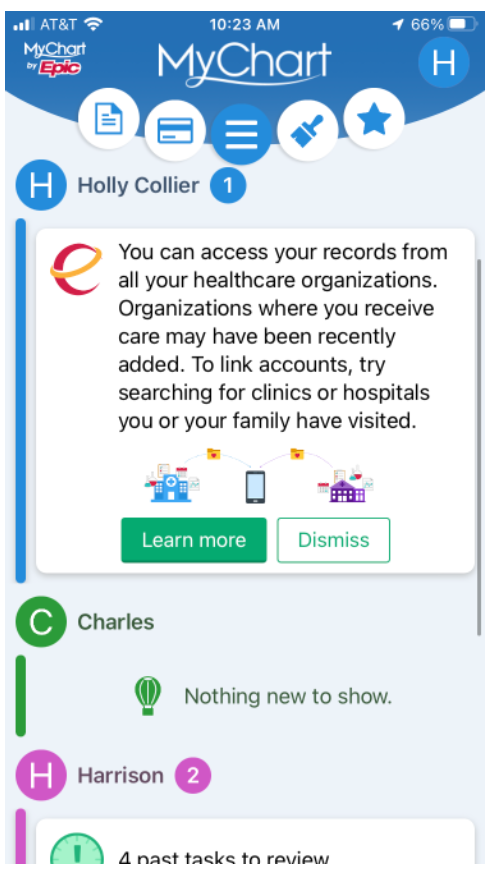 AT&T 10:23 AM 66%
MyChart
by Epic
MyChart
H
H Holly Collier 1
You can access your records from
all your healthcare organizations.
Organizations where you receive
care may have been recently
added. To link accounts, try
searching for clinics or hospitals
you or your family have visited.
Learn more Dismiss
C Charles
Nothing new to show.
H Harrison 2
4 past tasks to review